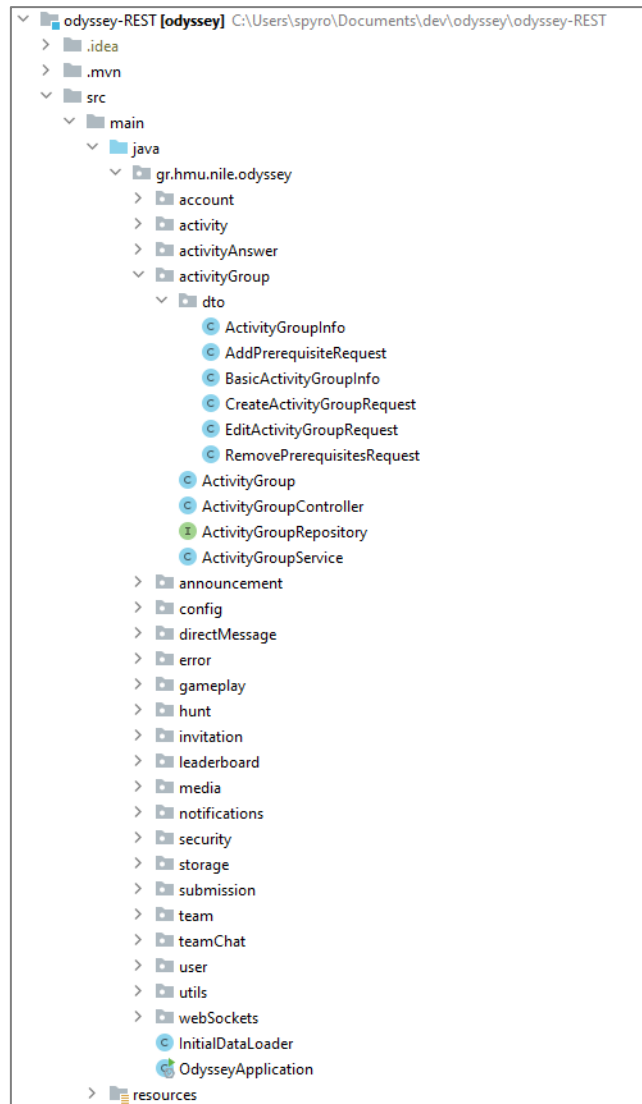 odyssey-REST [odyssey] C:\Users\spyro\Documents\dev\odyssey\odyssey-REST
.idea
.mvn
src
main
java
gr.hmu.nile.odyssey
account
activity
activityAnswer
activityGroup
dto
C ActivityGroupInfo
C AddPrerequisiteRequest
C BasicActivityGroupInfo
C CreateActivityGroupRequest
C EditActivityGroupRequest
C RemovePrerequisitesRequest
C ActivityGroup
C ActivityGroupController
I ActivityGroupRepository
C ActivityGroupService
announcement
config
directMessage
error
gameplay
hunt
invitation
leaderboard
media
notifications
security
storage
submission
team
teamChat
user
utils
webSockets
C InitialDataLoader
C OdysseyApplication
resources